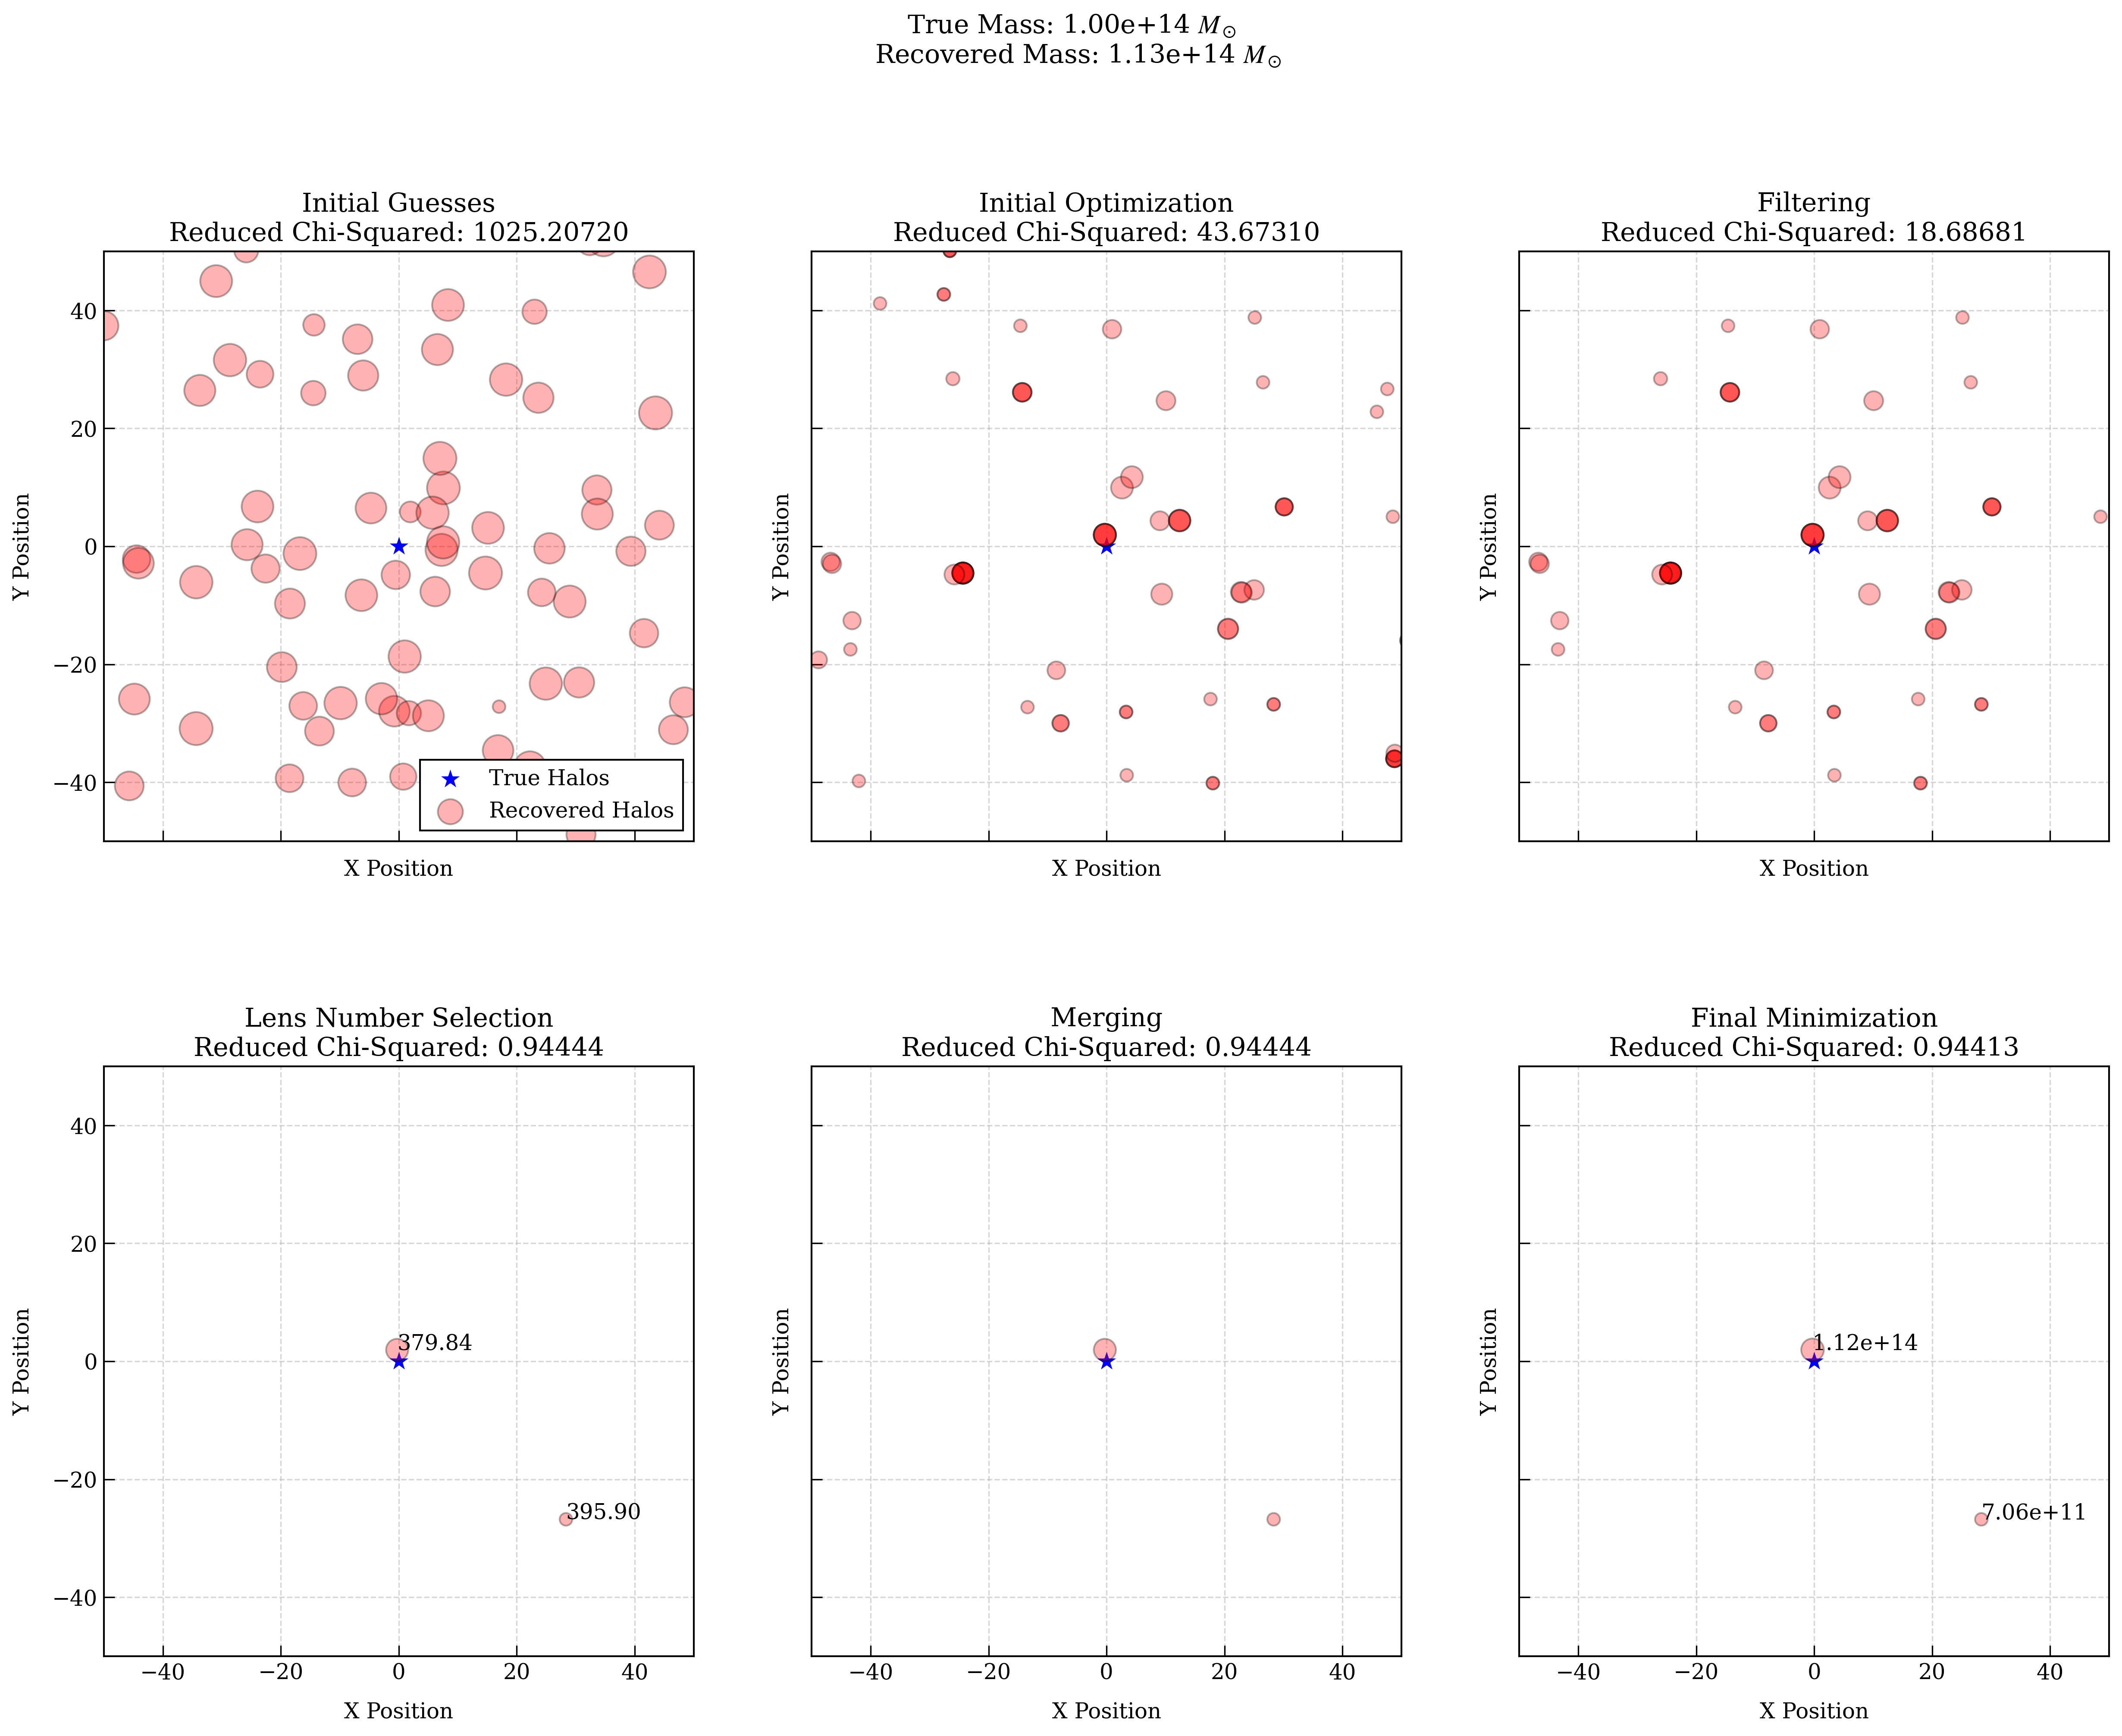 True Mass: 1.00e+14 M⊙
Recovered Mass: 1.13e+14 M⊙
Initial Guesses
Reduced Chi-Squared: 1025.20720
Y Position
40
20
0
−20
−40
True Halos
Recovered Halos
X Position
Initial Optimization
Reduced Chi-Squared: 43.67310
Y Position
X Position
Filtering
Reduced Chi-Squared: 18.68681
Y Position
X Position
Lens Number Selection
Reduced Chi-Squared: 0.94444
Y Position
40
20
0
−20
−40
379.84
395.90
−40 −20 0 20 40
X Position
Merging
Reduced Chi-Squared: 0.94444
Y Position
−40 −20 0 20 40
X Position
Final Minimization
Reduced Chi-Squared: 0.94413
Y Position
1.12e+14
7.06e+11
−40 −20 0 20 40
X Position